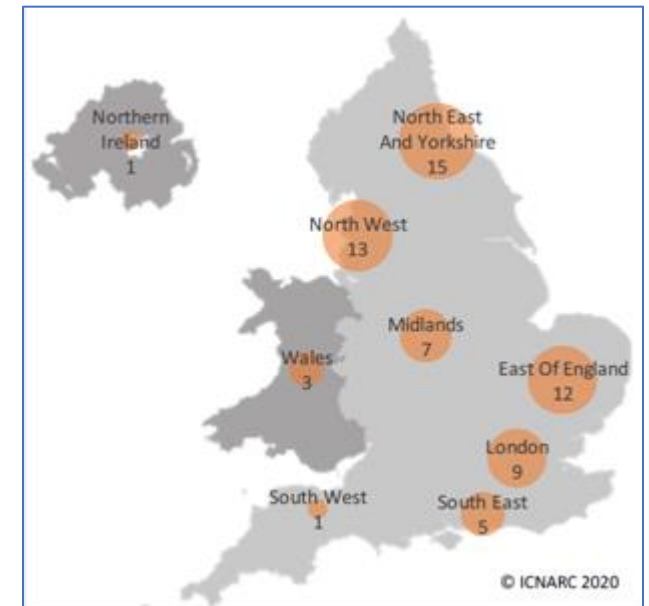 Northern
Ireland
1
North East
And Yorkshire
15
North West
13
Midlands
7
Wales
3
East Of England
12
London
9
South West
1
South East
5
© ICNARC 2020